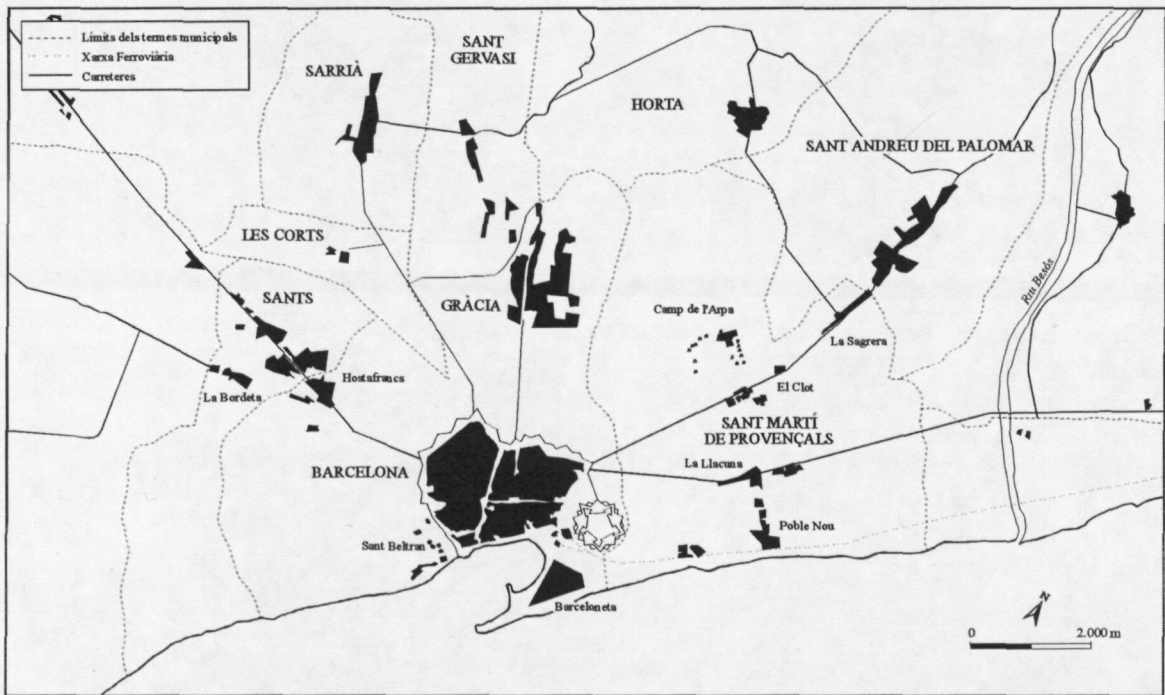 Límits dels termes municipals
Xarxa Ferroviària
Carreteres
SANT
GERVASI
SARRIÀ
HORTA
SANT ANDREU DEL PALOMAR
LES CORTS
SANTS
GRÀCIA
Riu Besòs
Camp de l'Arpa
La Sagrera
Hostafrancs
La Bordeta
El Clot
SANT MARTÍ
DE PROVENÇALS
BARCELONA
La Llacuna
Poble Nou
Sant Beltran
Barceloneta
N
0 2.000 m